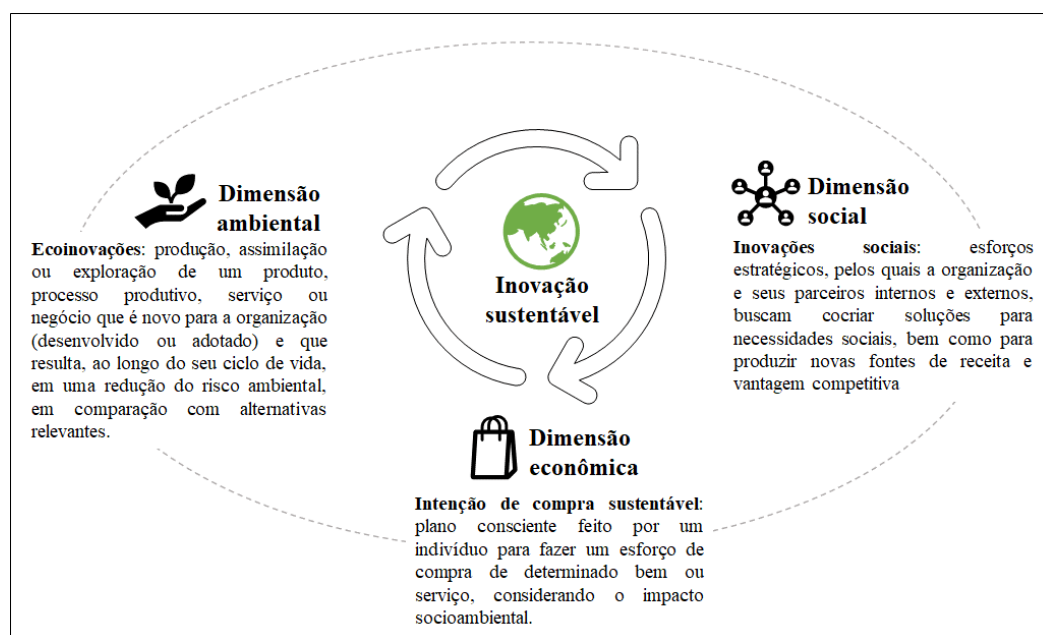 Dimensão
ambiental
Ecoinovações: produção, assimilação
ou exploração de um produto,
processo produtivo, serviço ou
negócio que é novo para a organização
(desenvolvido ou adotado) e que
resulta, ao longo do seu ciclo de vida,
em uma redução do risco ambiental,
em comparação com alternativas
relevantes.
Inovação
sustentável
Dimensão
social
Inovações sociais: esforços
estratégicos, pelos quais a organização
e seus parceiros internos e externos,
buscam cocriar soluções para
necessidades sociais, bem como para
produzir novas fontes de receita e
vantagem competitiva
Dimensão
econômica
Intenção de compra sustentável:
plano consciente feito por um
indivíduo para fazer um esforço de
compra de determinado bem ou
serviço, considerando o impacto
socioambiental.